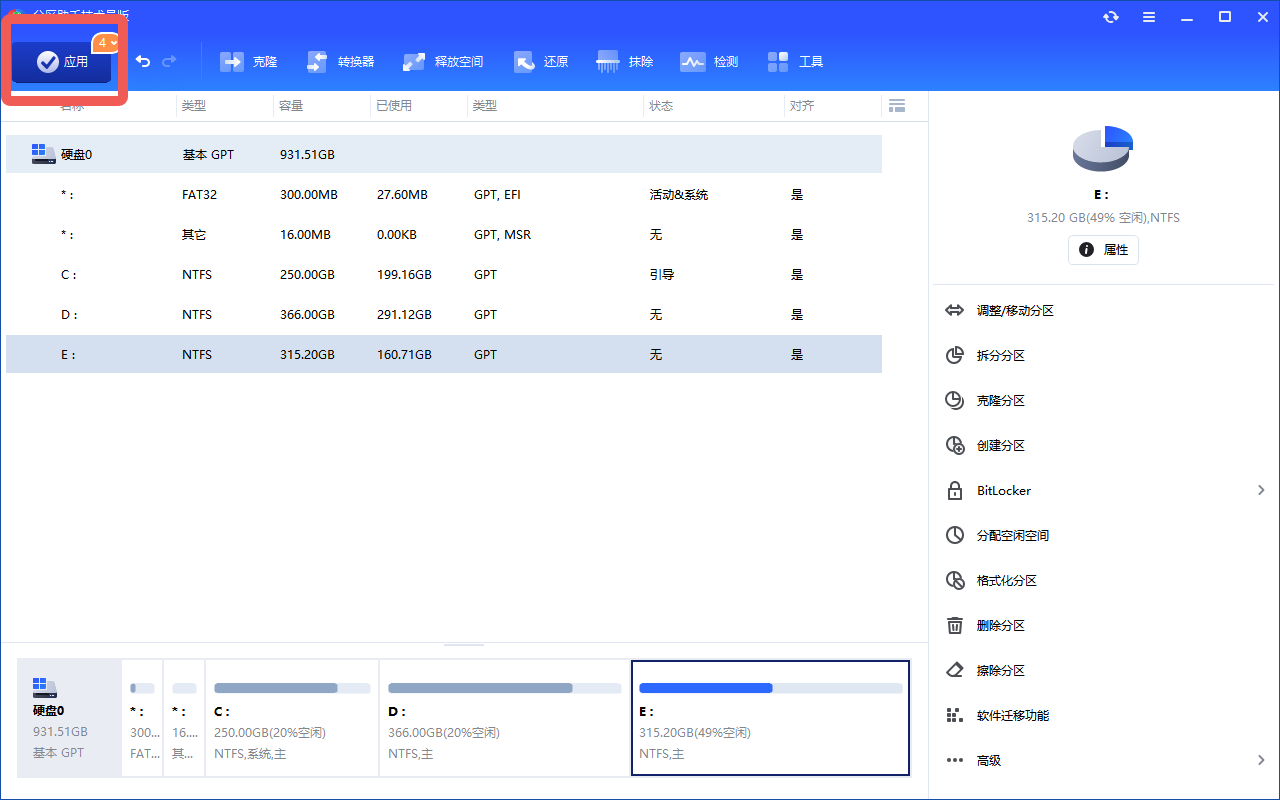 分区助手技术员版
应用
4
克隆
转换器
释放空间
还原
抹除
检测
工具
名称 类型 容量 已使用 类型 状态 对齐
硬盘0 基本 GPT 931.51GB
* : FAT32 300.00MB 27.60MB GPT, EFI 活动&系统 是
* : 其它 16.00MB 0.00KB GPT, MSR 无 是
C : NTFS 250.00GB 199.16GB GPT 引导 是
D : NTFS 366.00GB 291.12GB GPT 无 是
E : NTFS 315.20GB 160.71GB GPT 无 是
E :
315.20 GB(49% 空闲),NTFS
属性
调整/移动分区
拆分分区
克隆分区
创建分区
BitLocker
分配空闲空间
格式化分区
删除分区
擦除分区
软件迁移功能
高级
硬盘0
931.51GB
基本 GPT
* :
300...
FAT...
* :
16....
其...
C :
250.00GB(20%空闲)
NTFS,系统,主
D :
366.00GB(20%空闲)
NTFS,主
E :
315.20GB(49%空闲)
NTFS,主